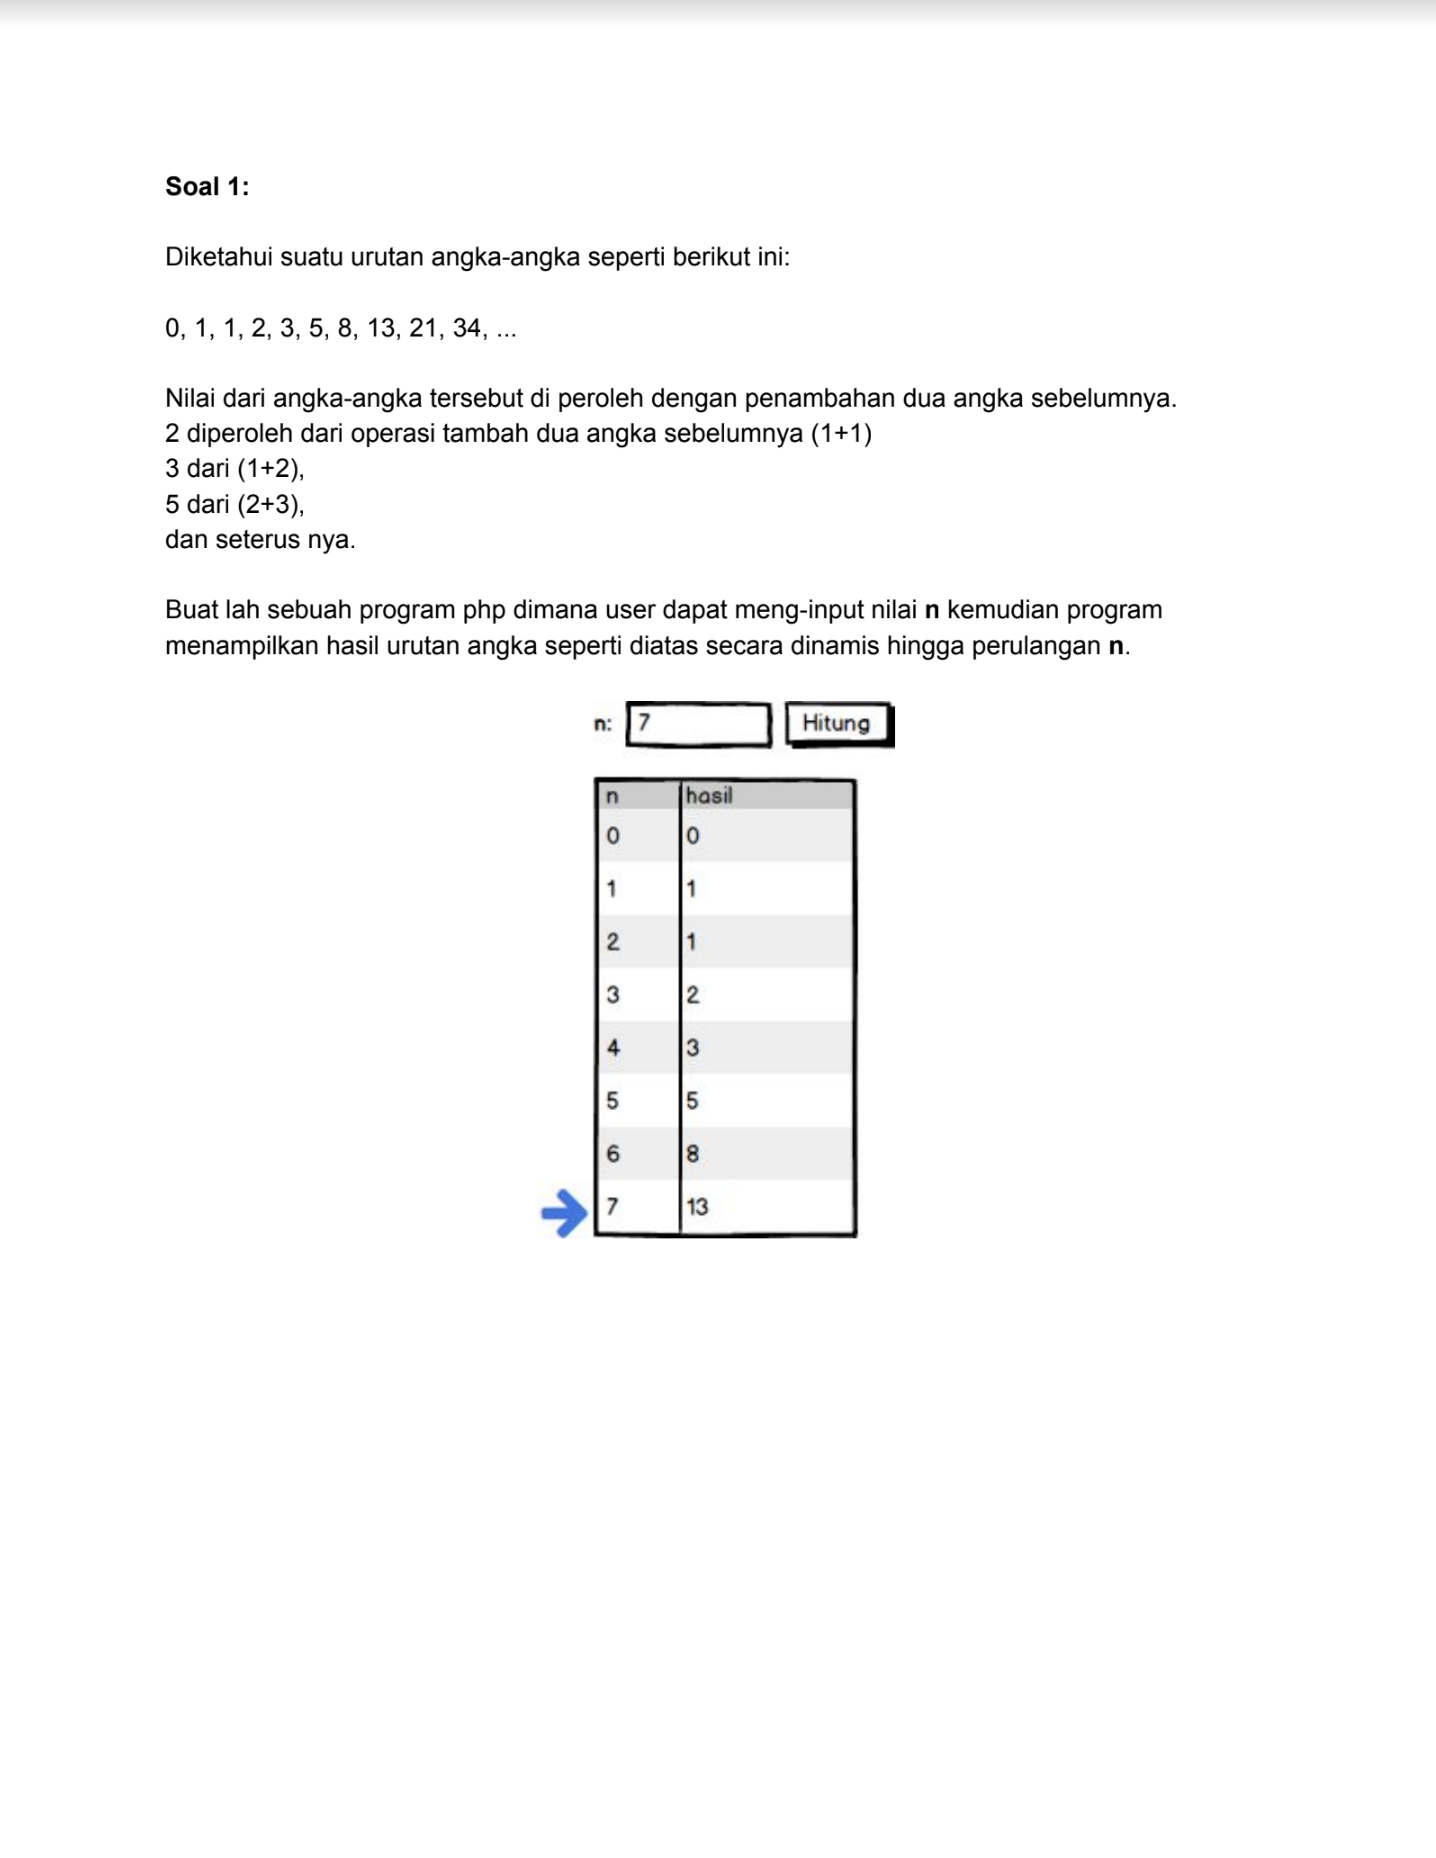 Soal 1:
Diketahui suatu urutan angka-angka seperti berikut ini:
0, 1, 1, 2, 3, 5, 8, 13, 21, 34, ...
Nilai dari angka-angka tersebut di peroleh dengan penambahan dua angka sebelumnya.
2 diperoleh dari operasi tambah dua angka sebelumnya (1+1)
3 dari (1+2),
5 dari (2+3),
dan seterus nya.
Buat lah sebuah program php dimana user dapat meng-input nilai n kemudian program
menampilkan hasil urutan angka seperti diatas secara dinamis hingga perulangan n.
n: 7 Hitung
n hasil
0 0
1 1
2 1
3 2
4 3
5 5
6 8
7 13